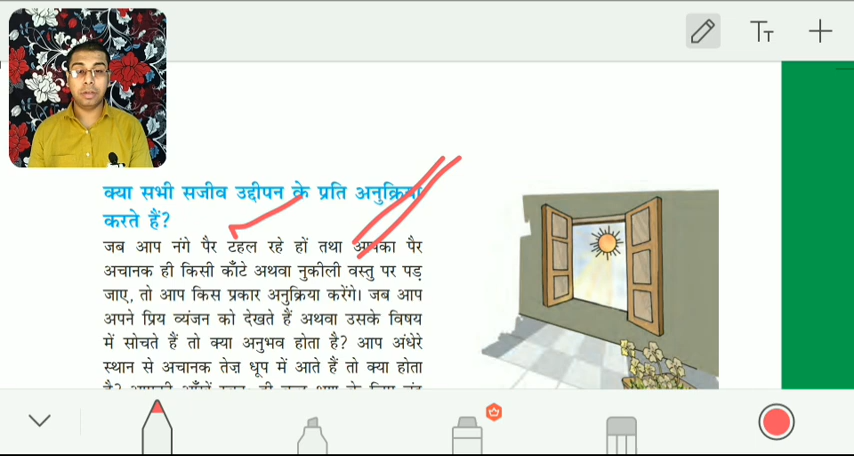 क्या सभी सजीव उद्दीपन के प्रति अनुक्रिया
करते हैं?
जब आप नंगे पैर टहल रहे हों तथा आपका पैर
अचानक ही किसी काँटे अथवा नुकीली वस्तु पर पड़
जाए, तो आप किस प्रकार अनुक्रिया करेंगे। जब आप
अपने प्रिय व्यंजन को देखते हैं अथवा उसके विषय
में सोचते हैं तो क्या अनुभव होता है? आप अंधेरे
स्थान से अचानक तेज़ धूप में आते हैं तो क्या होता